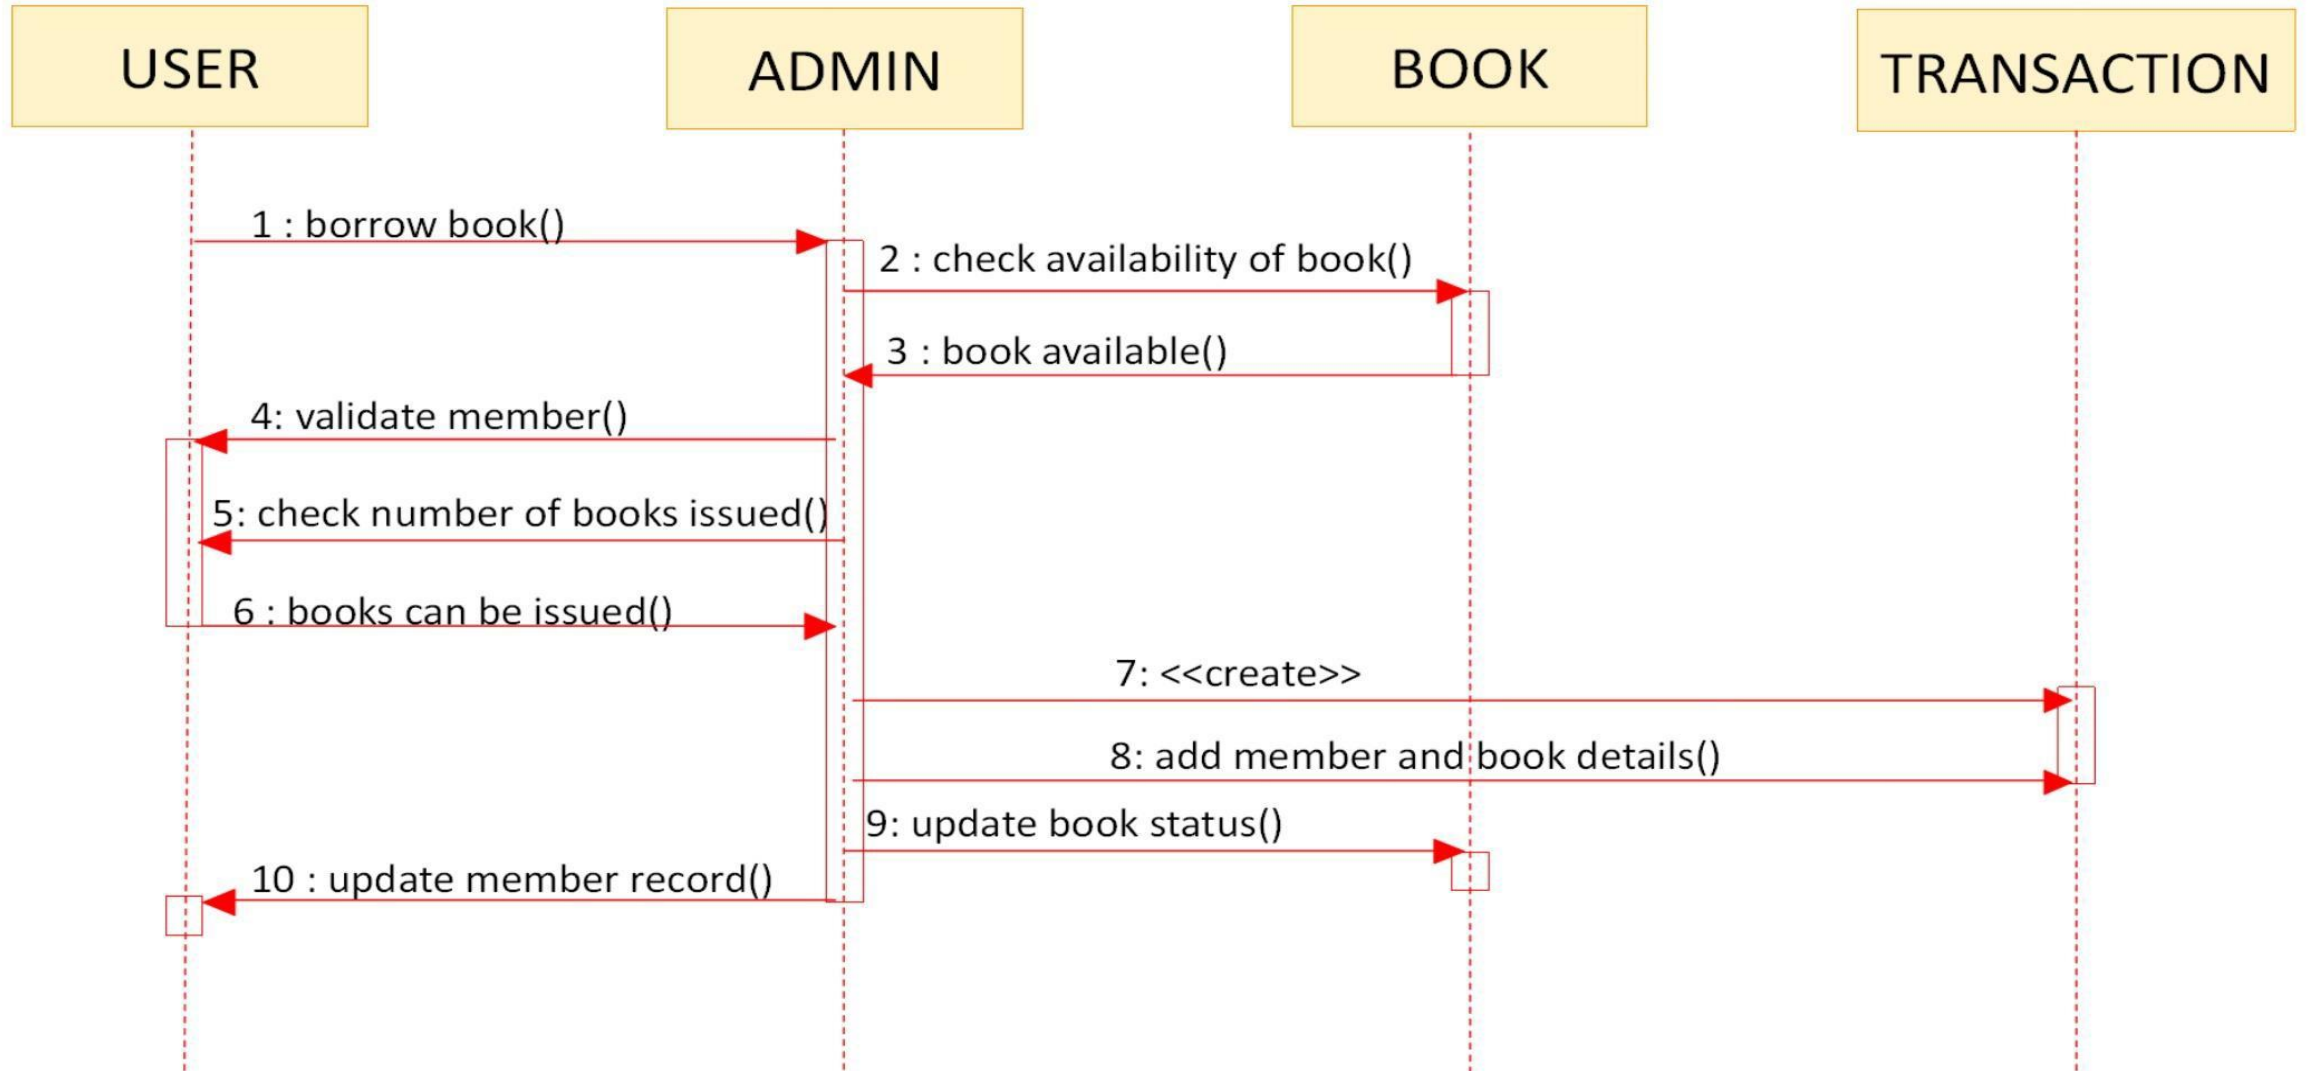 USER
ADMIN
BOOK
TRANSACTION
1 : borrow book()
2 : check availability of book()
3 : book available()
4: validate member()
5: check number of books issued()
6 : books can be issued()
7: <<create>>
8: add member and book details()
9: update book status()
10 : update member record()